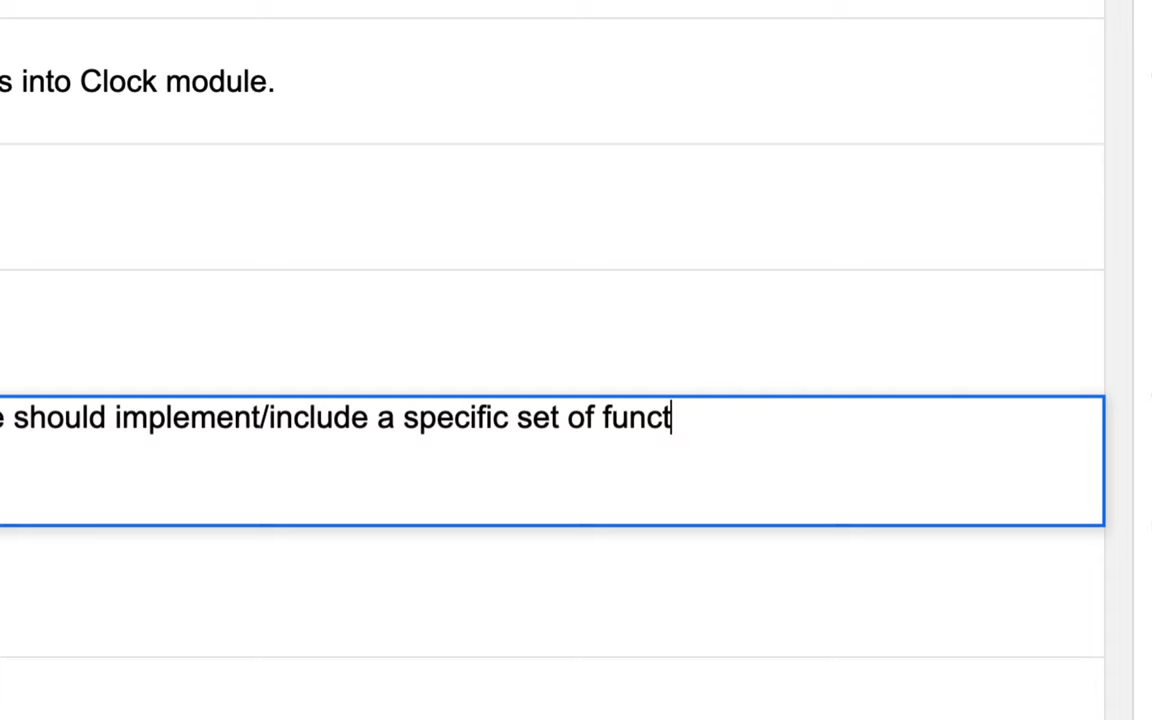 s into Clock module.
should implement/include a specific set of funct